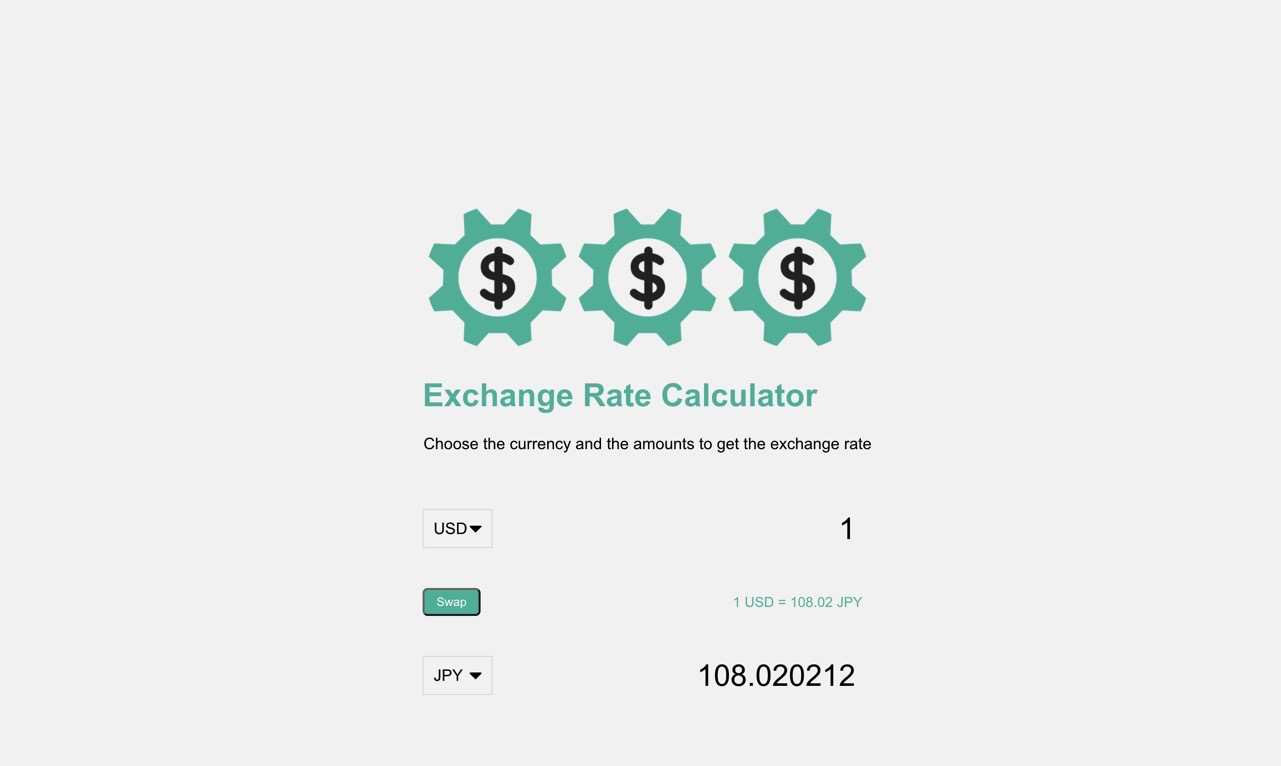 $ $ $
Exchange Rate Calculator
Choose the currency and the amounts to get the exchange rate
USD 1
Swap 1 USD = 108.02 JPY
JPY 108.020212